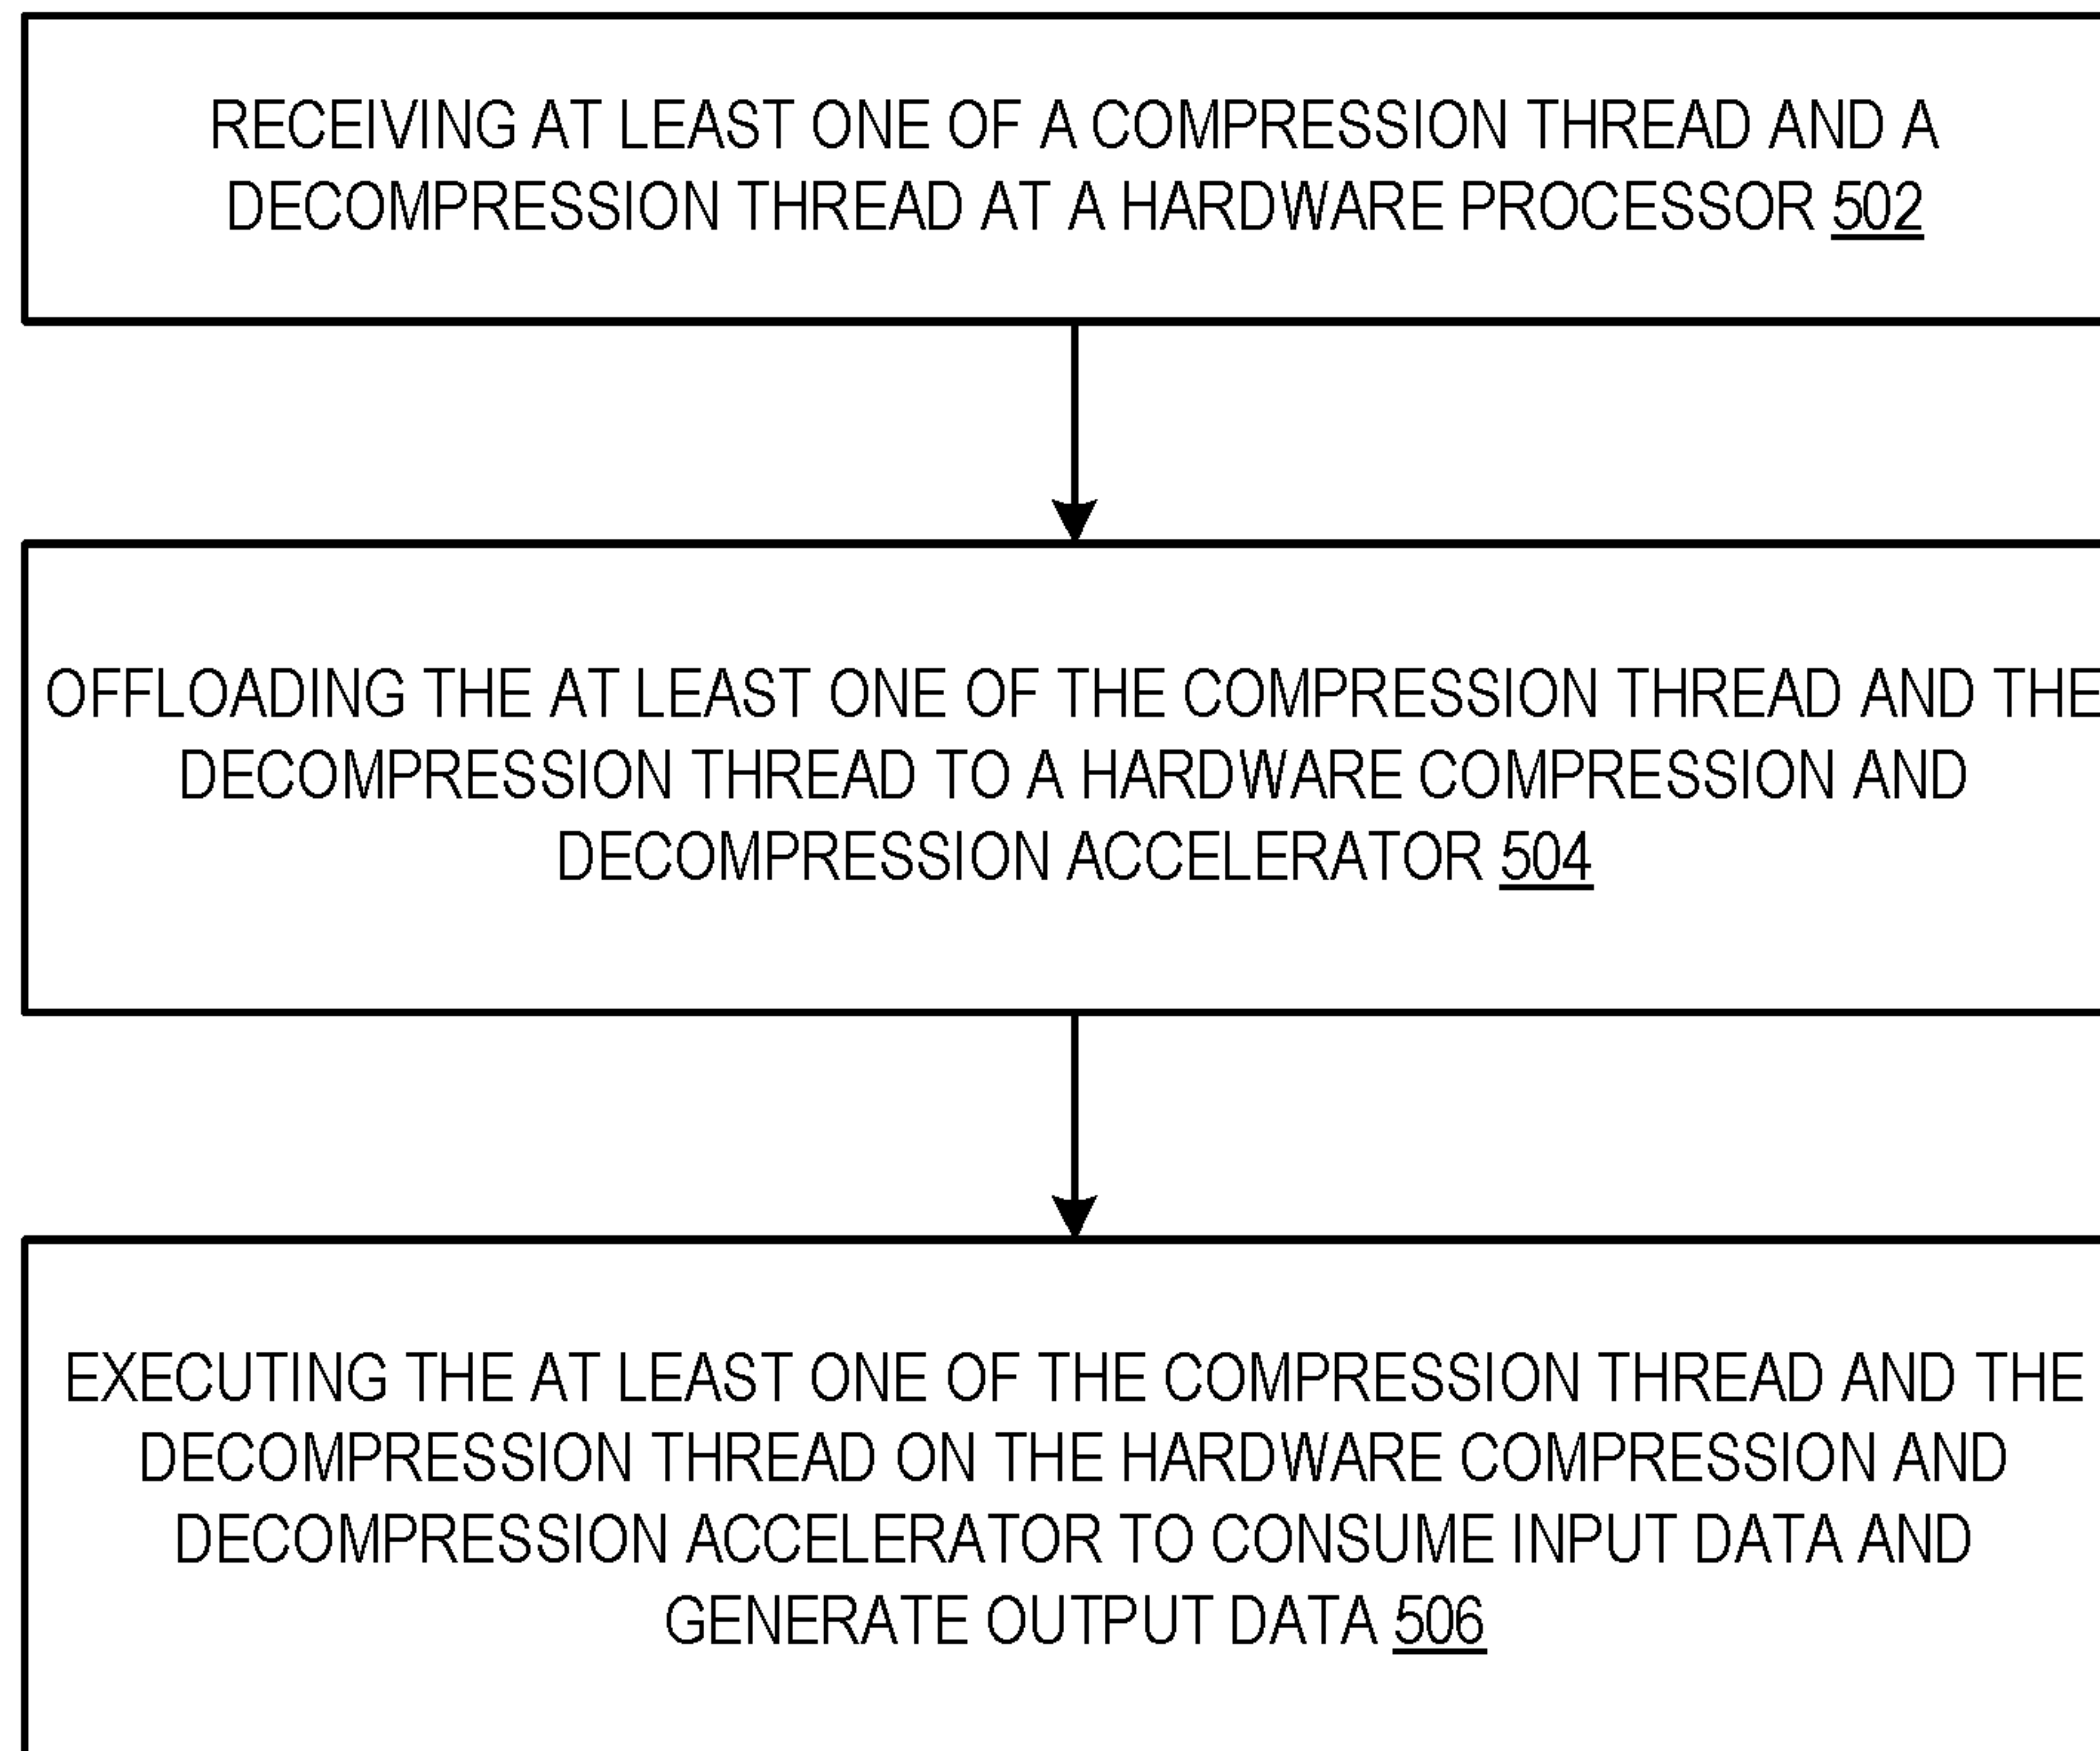 RECEIVING AT LEAST ONE OF A COMPRESSION THREAD AND A
DECOMPRESSION THREAD AT A HARDWARE PROCESSOR 502
OFFLOADING THE AT LEAST ONE OF THE COMPRESSION THREAD AND THE
DECOMPRESSION THREAD TO A HARDWARE COMPRESSION AND
DECOMPRESSION ACCELERATOR 504
EXECUTING THE AT LEAST ONE OF THE COMPRESSION THREAD AND THE
DECOMPRESSION THREAD ON THE HARDWARE COMPRESSION AND
DECOMPRESSION ACCELERATOR TO CONSUME INPUT DATA AND
GENERATE OUTPUT DATA 506